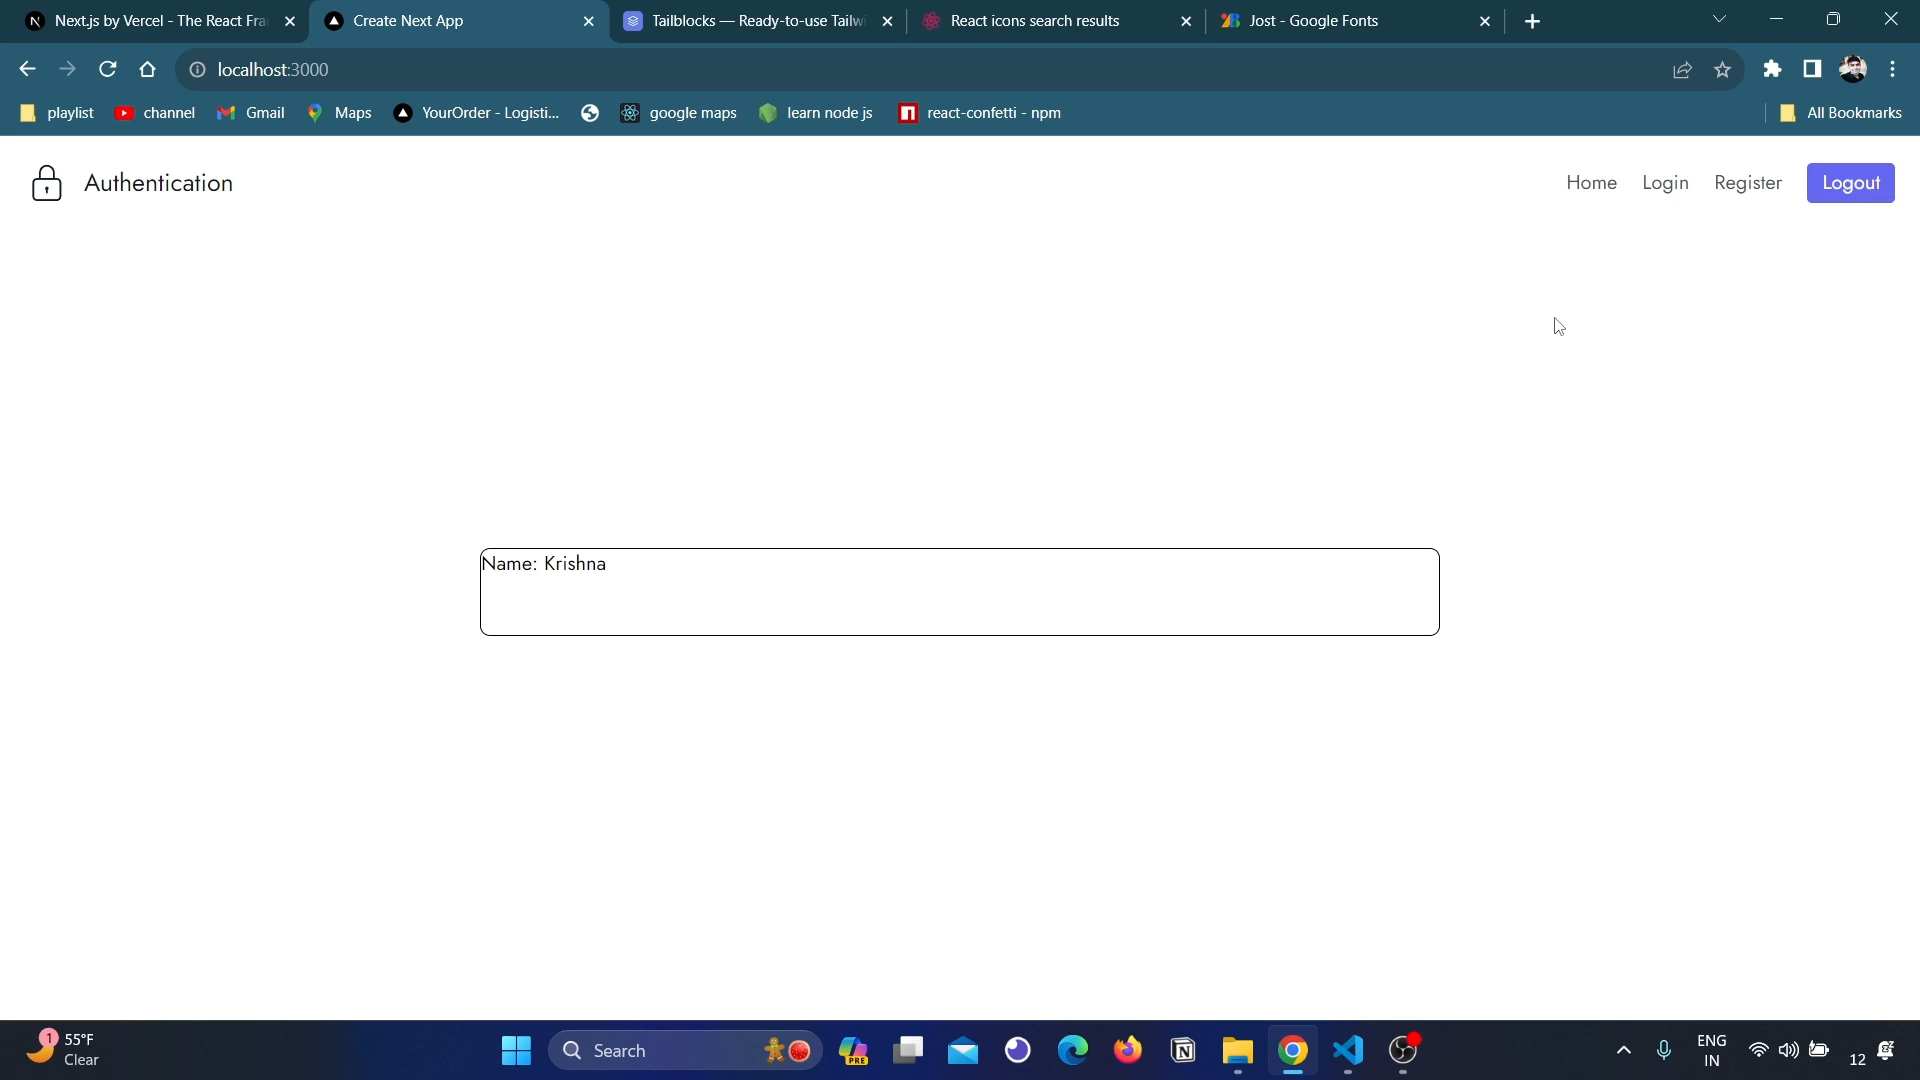 Next.js by Vercel - The React Fra
Create Next App
Tailblocks — Ready-to-use Tailw
React icons search results
Jost - Google Fonts
localhost:3000
playlist
channel
Gmail
Maps
YourOrder - Logisti...
google maps
learn node js
react-confetti - npm
All Bookmarks
Authentication
Home
Login
Register
Logout
Name: Krishna
1
55°F
Clear
Search
PRE
ENG
IN
12